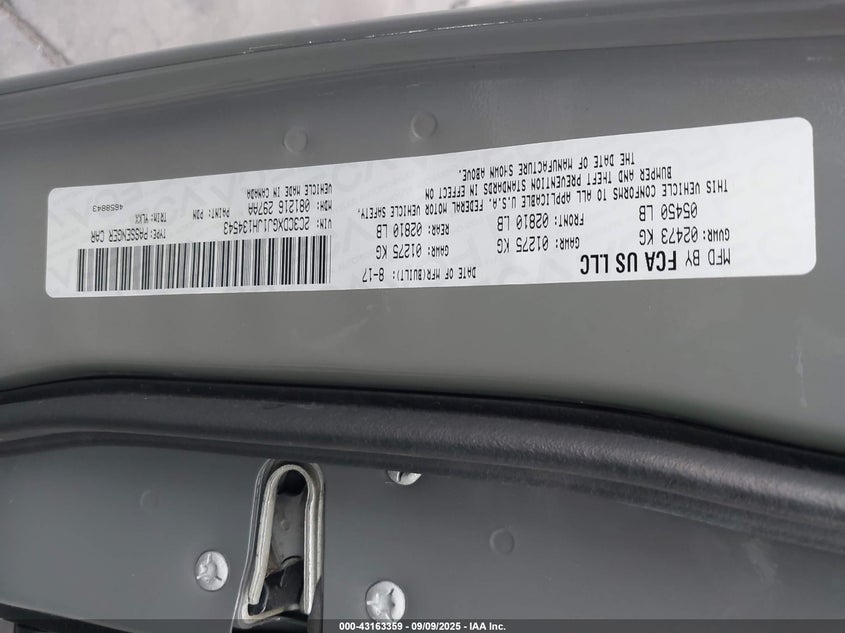 MFD BY FCA US LLC
DATE OF MFR(BUILT): 8-17
GVWR: 02473 KG
05450 LB
GAWR: 01275 KG
FRONT: 02810 LB
GAWR: 01275 KG
REAR: 02810 LB
THIS VEHICLE CONFORMS TO ALL APPLICABLE U.S.A. FEDERAL MOTOR VEHICLE SAFETY,
BUMPER AND THEFT PREVENTION STANDARDS IN EFFECT ON
THE DATE OF MANUFACTURE SHOWN ABOVE.
VIN: 2C3CDXGJ1JH134543
TYPE: PASSENGER CAR
MDH: 081216 297AA
PAINT: PDN
TRIM: VLXX
VEHICLE MADE IN CANADA
4658843
000-43163359 - 09/09/2025 - IAA Inc.